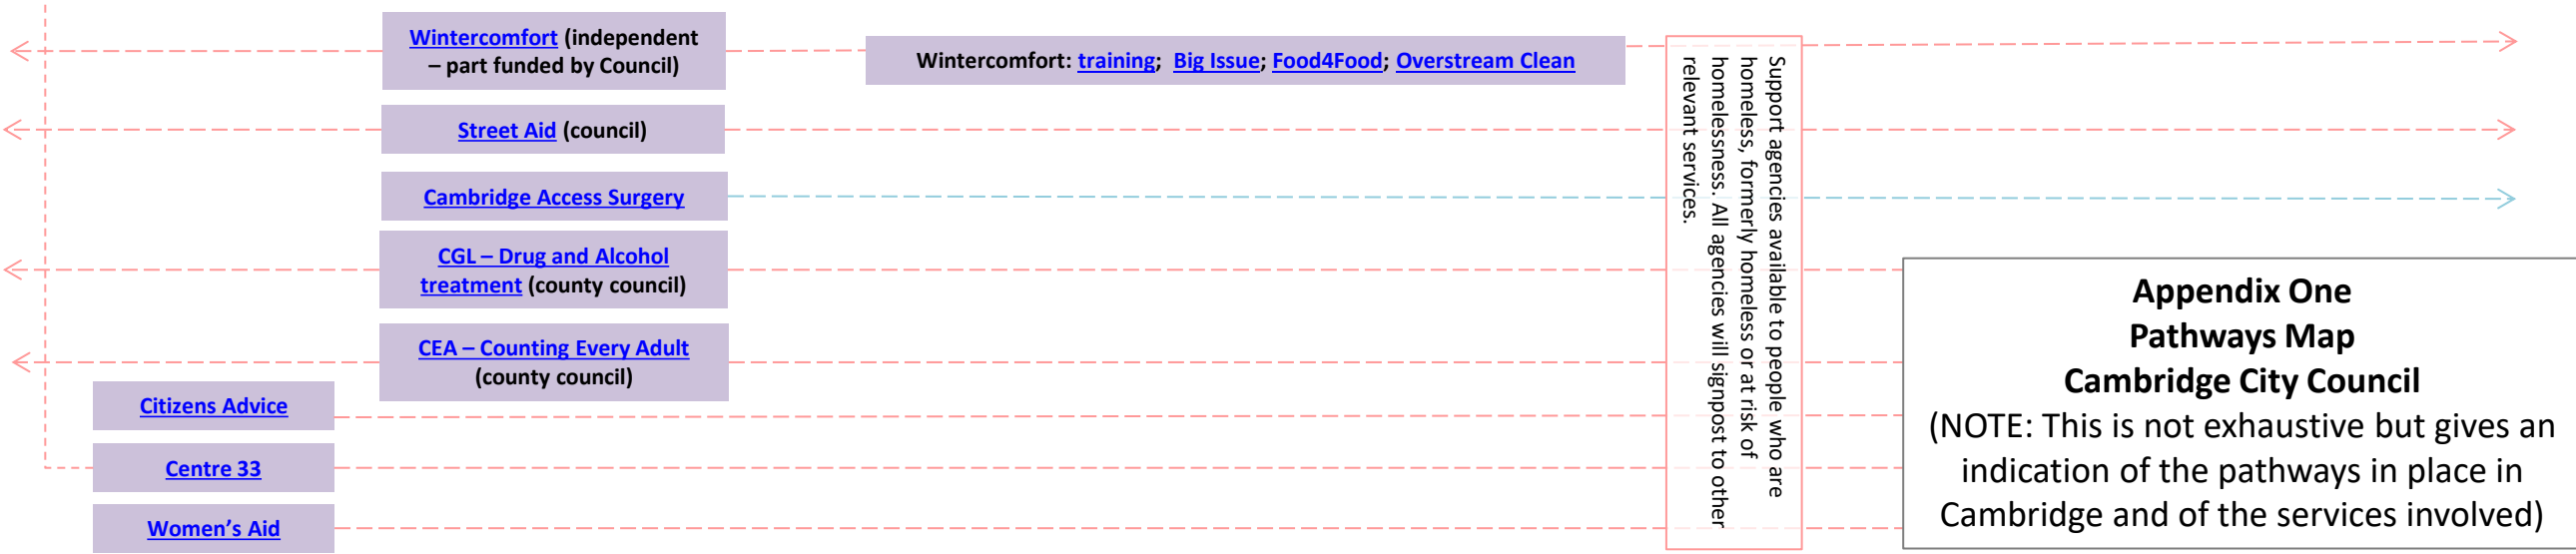 Wintercomfort (independent
– part funded by Council)
Wintercomfort: training;  Big Issue; Food4Food; Overstream Clean
Street Aid (council)
Cambridge Access Surgery
CGL – Drug and Alcohol
treatment (county council)
CEA – Counting Every Adult
(county council)
Citizens Advice
Centre 33
Women’s Aid
Support agencies available to people who are
homeless, formerly homeless or at risk of
homelessness. All agencies will signpost to other
relevant services.
Appendix One
Pathways Map
Cambridge City Council
(NOTE: This is not exhaustive but gives an
indication of the pathways in place in
Cambridge and of the services involved)